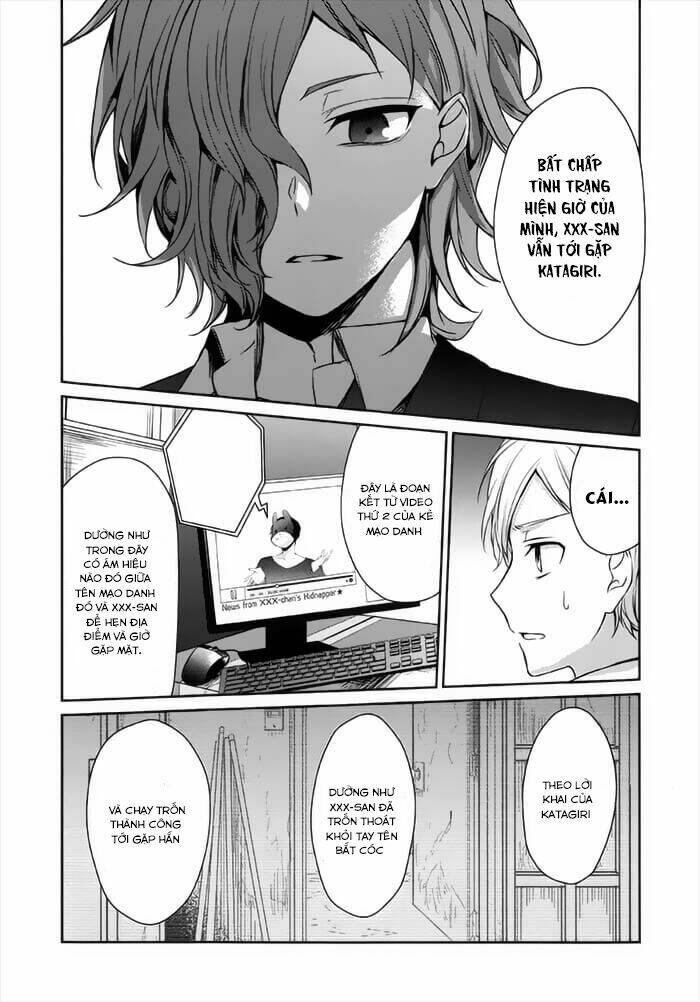 BẤT CHẤP
TÌNH TRẠNG
HIỆN GIỜ CỦA
MÌNH, XXX-SAN
VẪN TỚI GẶP
KATAGIRI.
CÁI...
ĐÂY LÀ ĐOẠN
KẾT TỪ VIDEO
THỨ 2 CỦA KẺ
MẠO DANH
News from XXX-chan's Kidnapper★
DƯỜNG NHƯ
TRONG ĐÂY
CÓ ÁM HIỆU
NÀO ĐÓ GIỮA
TÊN MẠO DANH
ĐÓ VÀ XXX-SAN
ĐỂ HẸN ĐỊA
ĐIỂM VÀ GIỜ
GẶP MẶT.
THEO LỜI
KHAI CỦA
KATAGIRI
DƯỜNG NHƯ
XXX-SAN ĐÃ
TRỐN THOÁT
KHỎI TAY TÊN
BẮT CÓC
VÀ CHẠY TRỐN
THÀNH CÔNG
TỚI GẶP HẮN